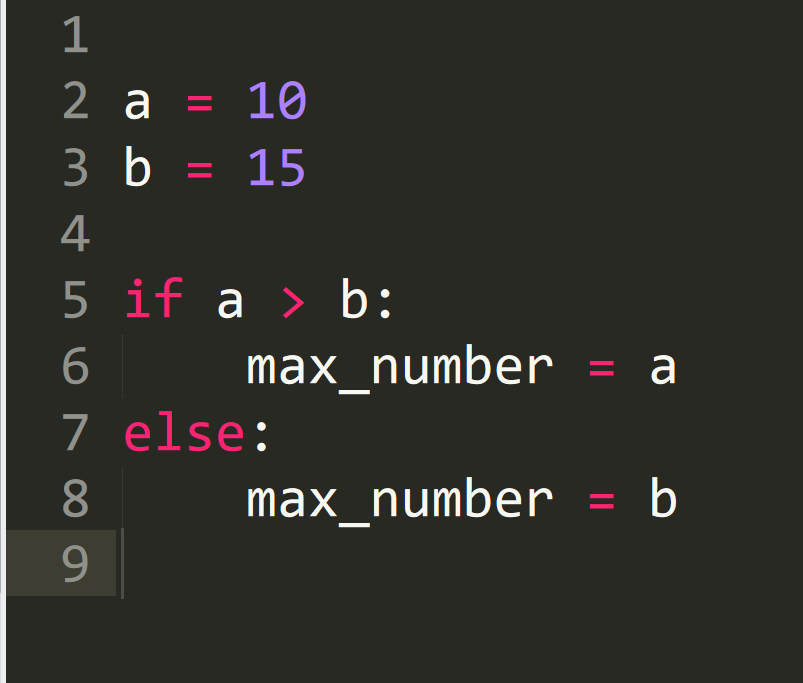 1
2 a = 10
3 b = 15
4
5 if a > b:
6     max_number = a
7 else:
8     max_number = b
9